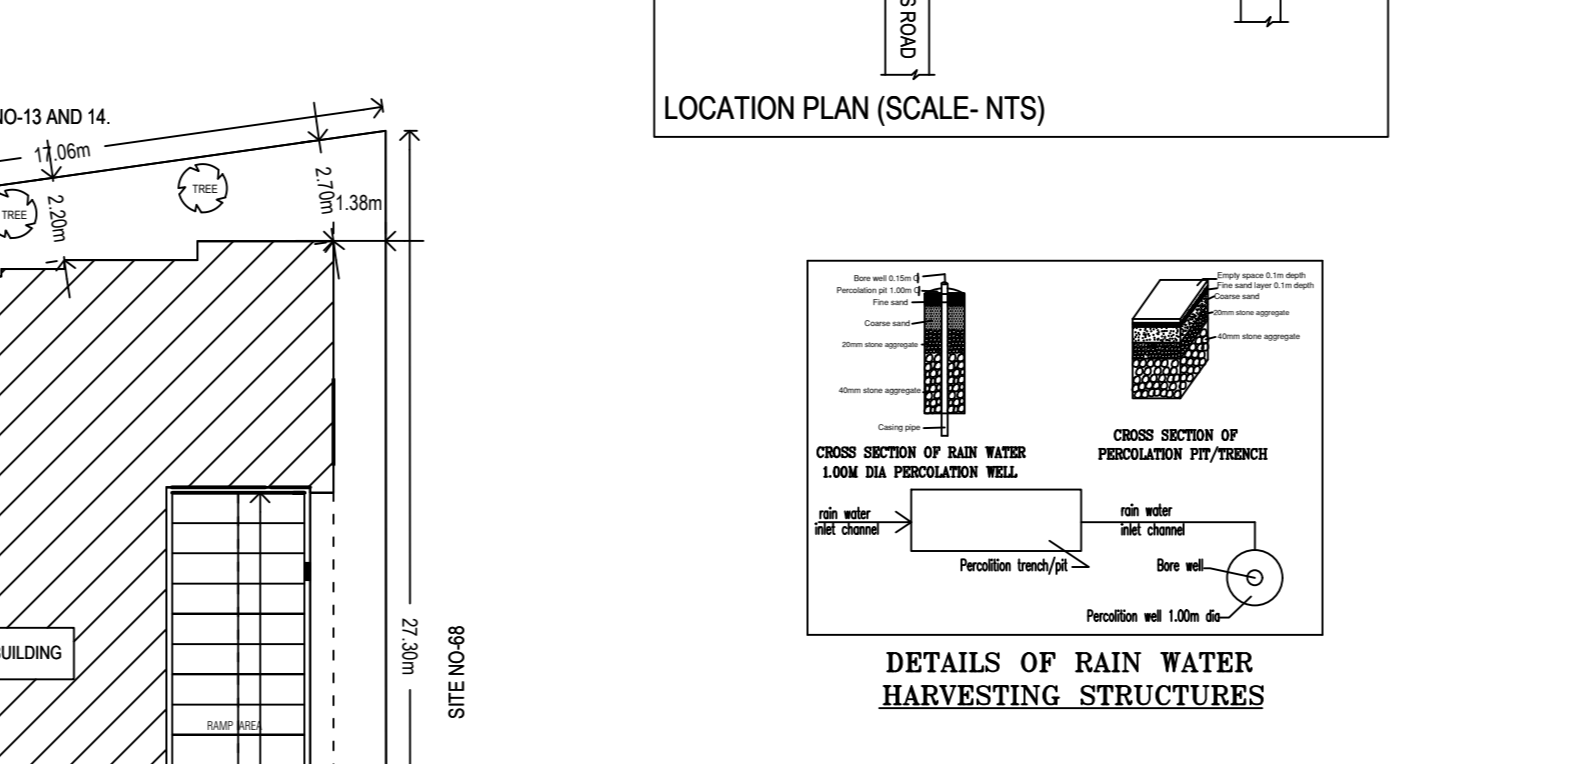 S ROAD
LOCATION PLAN (SCALE- NTS)
NO-13 AND 14.
17.06m
TREE
TREE
2.20m
2.70m
1.38m
27.30m
SITE NO-68
BUILDING
RAMP AREA
Bore well 0.15m
Percolation pit 1.00m
Fine sand
Coarse sand
20mm stone aggregate
40mm stone aggregate
Casing pipe
CROSS SECTION OF RAIN WATER
1.00M DIA PERCOLATION WELL
Empty space 0.1m depth
Fine sand layer 0.1m depth
Coarse sand
20mm stone aggregate
40mm stone aggregate
CROSS SECTION OF
PERCOLATION PIT/TRENCH
rain water
inlet channel
Percolition trench/pit
rain water
inlet channel
Bore well
Percolition well 1.00m dia
DETAILS OF RAIN WATER
HARVESTING STRUCTURES